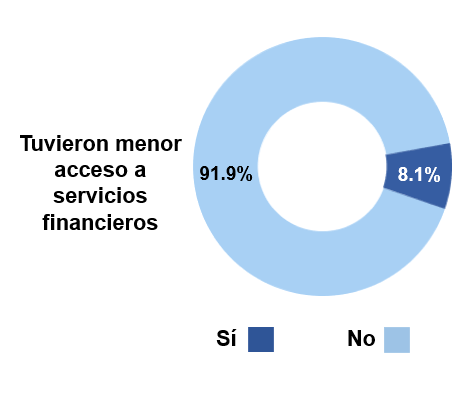 Tuvieron menor
acceso a
servicios
financieros
91.9%
8.1%
Sí
No